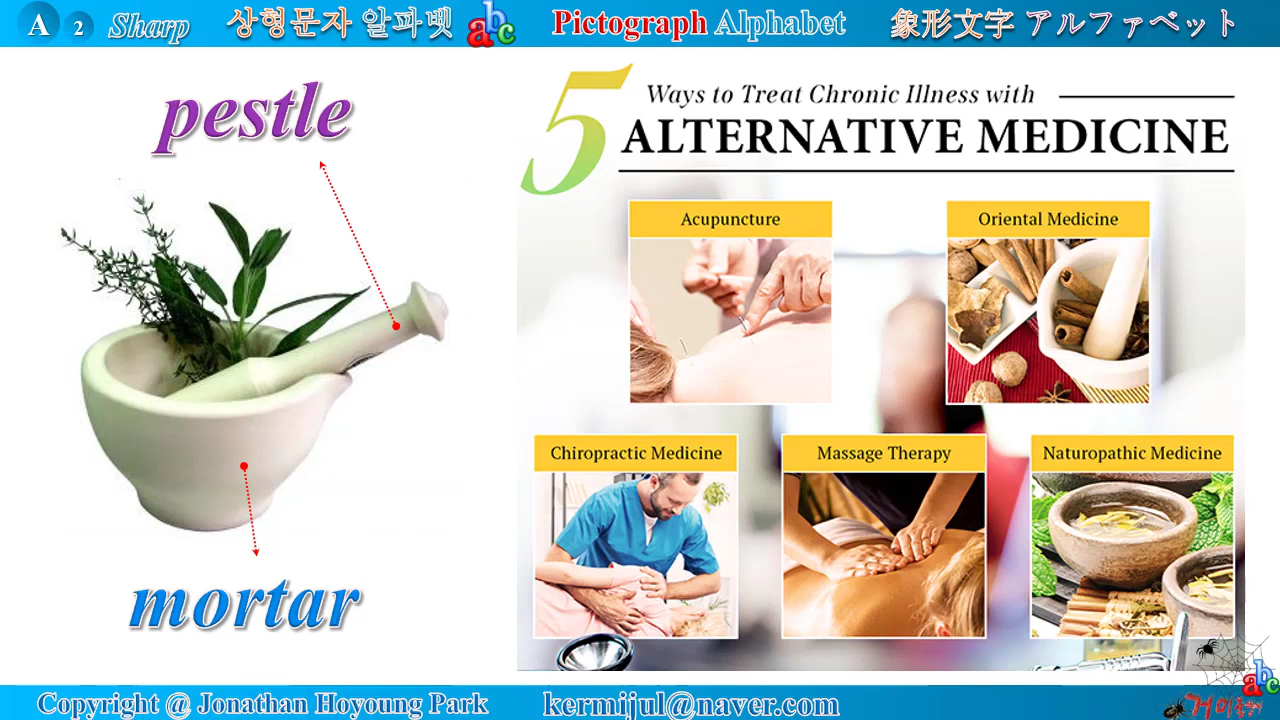 A 2 Sharp 상형문자 알파벳 abc Pictograph Alphabet 象形文字 アルファベット
pestle
mortar
5 Ways to Treat Chronic Illness with
ALTERNATIVE MEDICINE
Acupuncture
Oriental Medicine
Chiropractic Medicine
Massage Therapy
Naturopathic Medicine
abc
Copyright @ Jonathan Hoyoung Park kermijul@naver.com